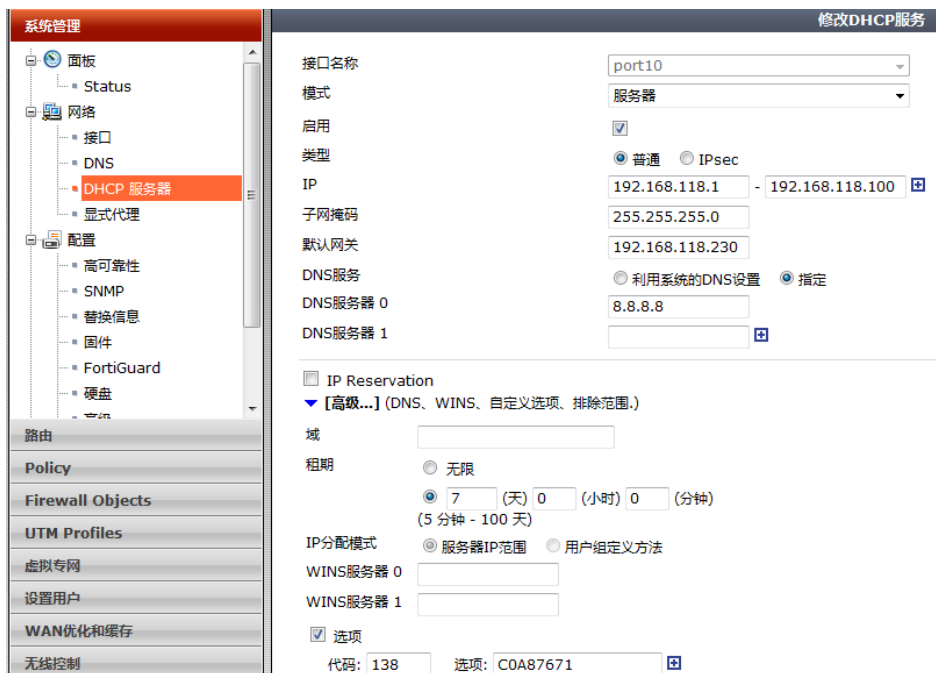 系统管理
面板
Status
网络
接口
DNS
DHCP 服务器
显式代理
配置
高可靠性
SNMP
替换信息
固件
FortiGuard
硬盘
高级
路由
Policy
Firewall Objects
UTM Profiles
虚拟专网
设置用户
WAN优化和缓存
无线控制
修改DHCP服务
接口名称 port10
模式 服务器
启用
类型 普通 IPsec
IP 192.168.118.1 - 192.168.118.100
子网掩码 255.255.255.0
默认网关 192.168.118.230
DNS服务 利用系统的DNS设置 指定
DNS服务器 0 8.8.8.8
DNS服务器 1
IP Reservation
[高级...] (DNS、WINS、自定义选项、排除范围.)
域
租期 无限
7 (天) 0 (小时) 0 (分钟)
(5 分钟 - 100 天)
IP分配模式 服务器IP范围 用户组定义方法
WINS服务器 0
WINS服务器 1
选项
代码: 138 选项: C0A87671